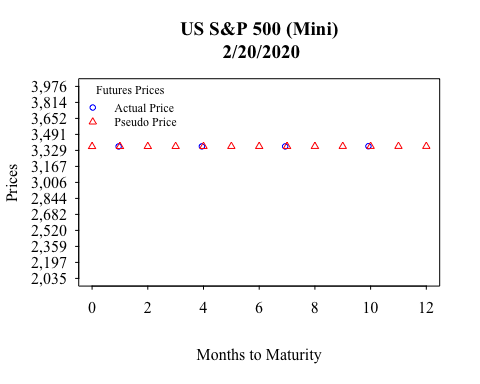 US S&P 500 (Mini)
2/20/2020
Futures Prices
Actual Price
Pseudo Price
3,976
3,814
3,652
3,491
3,329
3,167
3,006
2,844
2,682
2,520
2,359
2,197
2,035
Prices
0 2 4 6 8 10 12
Months to Maturity